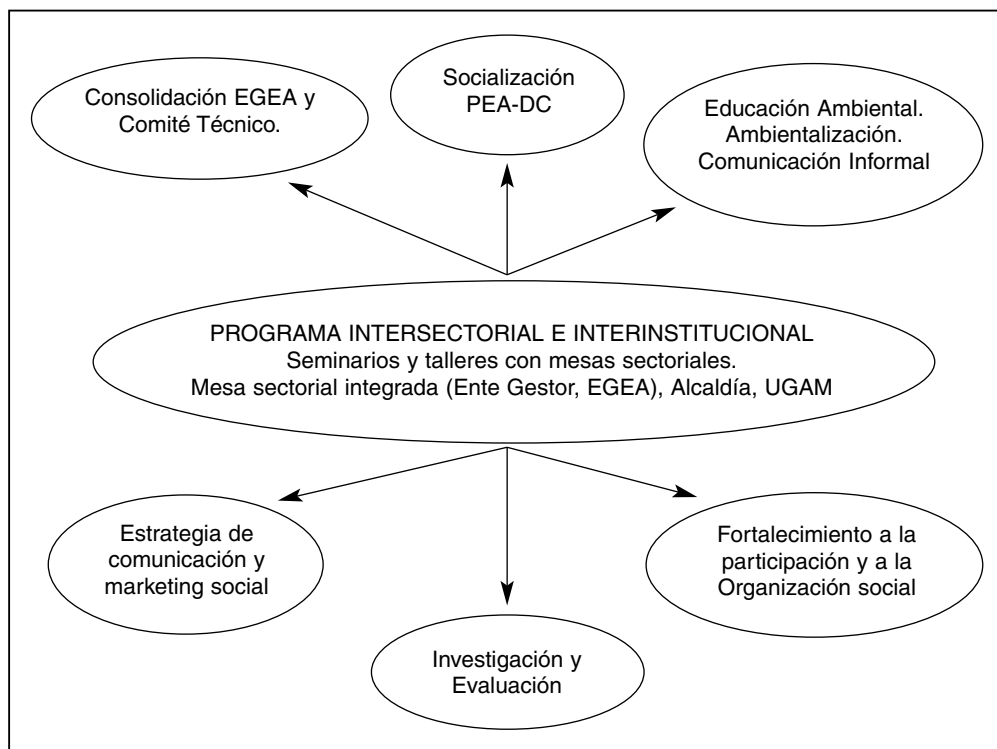 Consolidación EGEA y
Comité Técnico.
Socialización
PEA-DC
Educación Ambiental.
Ambientalización.
Comunicación Informal
PROGRAMA INTERSECTORIAL E INTERINSTITUCIONAL
Seminarios y talleres con mesas sectoriales.
Mesa sectorial integrada (Ente Gestor, EGEA), Alcaldía, UGAM
Estrategia de
comunicación y
marketing social
Investigación y
Evaluación
Fortalecimiento a la
participación y a la
Organización social